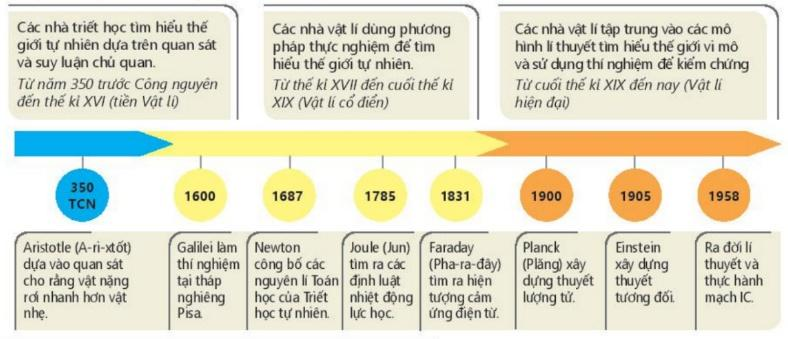 Các nhà triết học tìm hiểu thế
giới tự nhiên dựa trên quan sát
và suy luận chủ quan.
Từ năm 350 trước Công nguyên
đến thế kỉ XVI (tiền Vật lí)
Các nhà vật lí dùng phương
pháp thực nghiệm để tìm
hiểu thế giới tự nhiên.
Từ thế kỉ XVII đến cuối thế kỉ
XIX (Vật lí cổ điển)
Các nhà vật lí tập trung vào các mô
hình lí thuyết tìm hiểu thế giới vi mô
và sử dụng thí nghiệm để kiểm chứng
Từ cuối thế kỉ XIX đến nay (Vật lí
hiện đại)
350
TCN
1600
1687
1785
1831
1900
1905
1958
Aristotle (A-ri-xtốt)
dựa vào quan sát
cho rằng vật nặng
rơi nhanh hơn vật
nhẹ.
Galilei làm
thí nghiệm
tại tháp
nghiêng
Pisa.
Newton
công bố các
nguyên lí Toán
học của Triết
học tự nhiên.
Joule (Jun)
tìm ra các
định luật
nhiệt động
lực học.
Faraday
(Pha-ra-đây)
tìm ra hiện
tượng cảm
ứng điện từ.
Planck
(Plăng) xây
dựng thuyết
lượng tử.
Einstein
xây dựng
thuyết
tương đối.
Ra đời lí
thuyết và
thực hành
mạch IC.